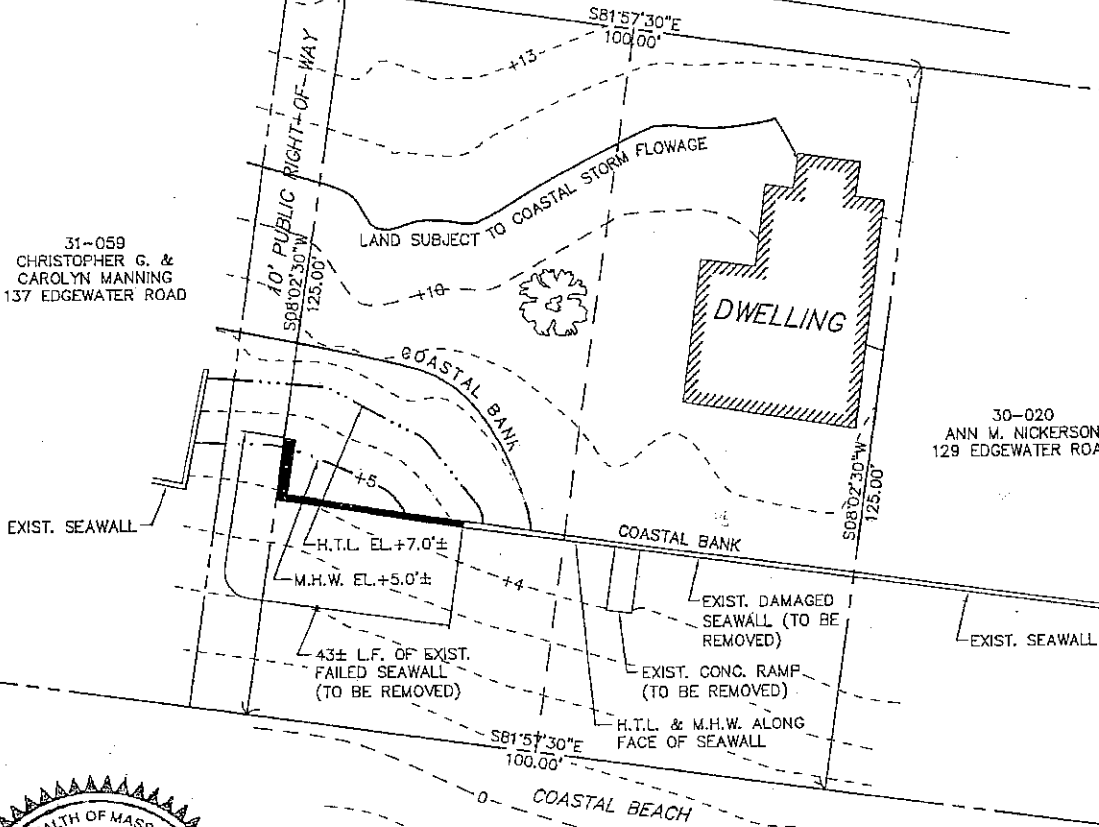 S81°57'30"E
100.00'
+13
10' PUBLIC RIGHT-OF-WAY
S08°02'30"W
125.00'
LAND SUBJECT TO COASTAL STORM FLOWAGE
31-059
CHRISTOPHER G. &
CAROLYN MANNING
137 EDGEWATER ROAD
+10
DWELLING
COASTAL BANK
30-020
ANN M. NICKERSON
129 EDGEWATER ROA
S08°02'30"W
125.00'
+5
EXIST. SEAWALL
COASTAL BANK
H.T.L. EL.+7.0'±
M.H.W. EL.+5.0'±
+4
EXIST. DAMAGED
SEAWALL (TO BE
REMOVED)
EXIST. SEAWALL
43± L.F. OF EXIST.
FAILED SEAWALL
(TO BE REMOVED)
EXIST. CONC. RAMP
(TO BE REMOVED)
H.T.L. & M.H.W. ALONG
FACE OF SEAWALL
S81°57'30"E
100.00'
0
COASTAL BEACH
ALTH OF MASS